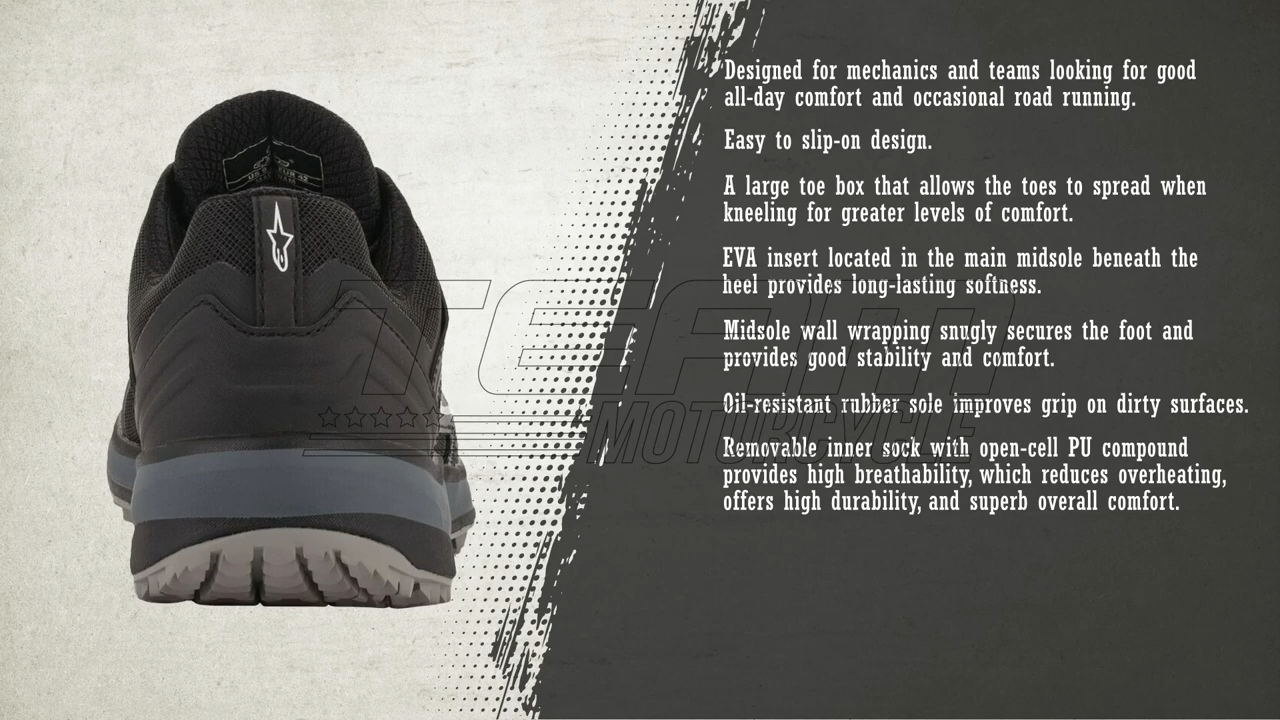 Designed for mechanics and teams looking for good
all-day comfort and occasional road running.
Easy to slip-on design.
A large toe box that allows the toes to spread when
kneeling for greater levels of comfort.
EVA insert located in the main midsole beneath the
heel provides long-lasting softness.
Midsole wall wrapping snugly secures the foot and
provides good stability and comfort.
Oil-resistant rubber sole improves grip on dirty surfaces.
Removable inner sock with open-cell PU compound
provides high breathability, which reduces overheating,
offers high durability, and superb overall comfort.
TEAM
MOTORCYCLE